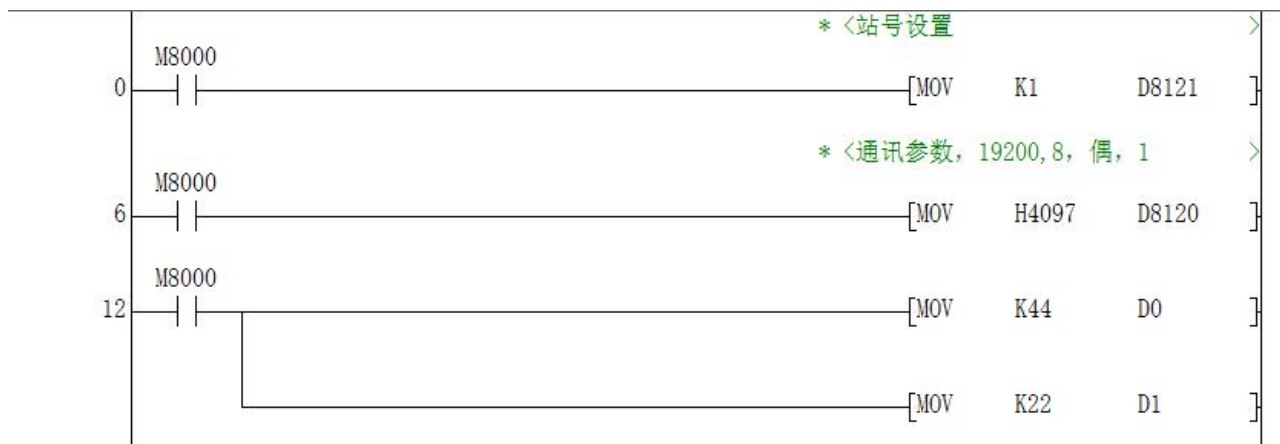 * <站号设置 >
M8000
0 [MOV K1 D8121 ]
* <通讯参数，19200,8，偶，1 >
M8000
6 [MOV H4097 D8120 ]
M8000
12 [MOV K44 D0 ]
[MOV K22 D1 ]